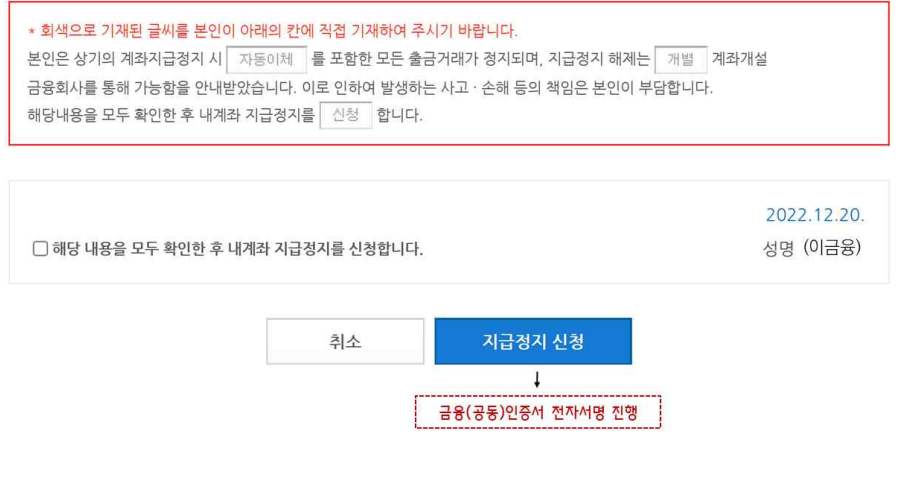 * 회색으로 기재된 글씨를 본인이 아래의 칸에 직접 기재하여 주시기 바랍니다.
본인은 상기의 계좌지급정지 시 자동이체 를 포함한 모든 출금거래가 정지되며, 지급정지 해제는 개별 계좌개설
금융회사를 통해 가능함을 안내받았습니다. 이로 인하여 발생하는 사고 · 손해 등의 책임은 본인이 부담합니다.
해당내용을 모두 확인한 후 내계좌 지급정지를 신청 합니다.
2022.12.20.
해당 내용을 모두 확인한 후 내계좌 지급정지를 신청합니다.
성명 (이금융)
취소
지급정지 신청
↓
금융(공동)인증서 전자서명 진행